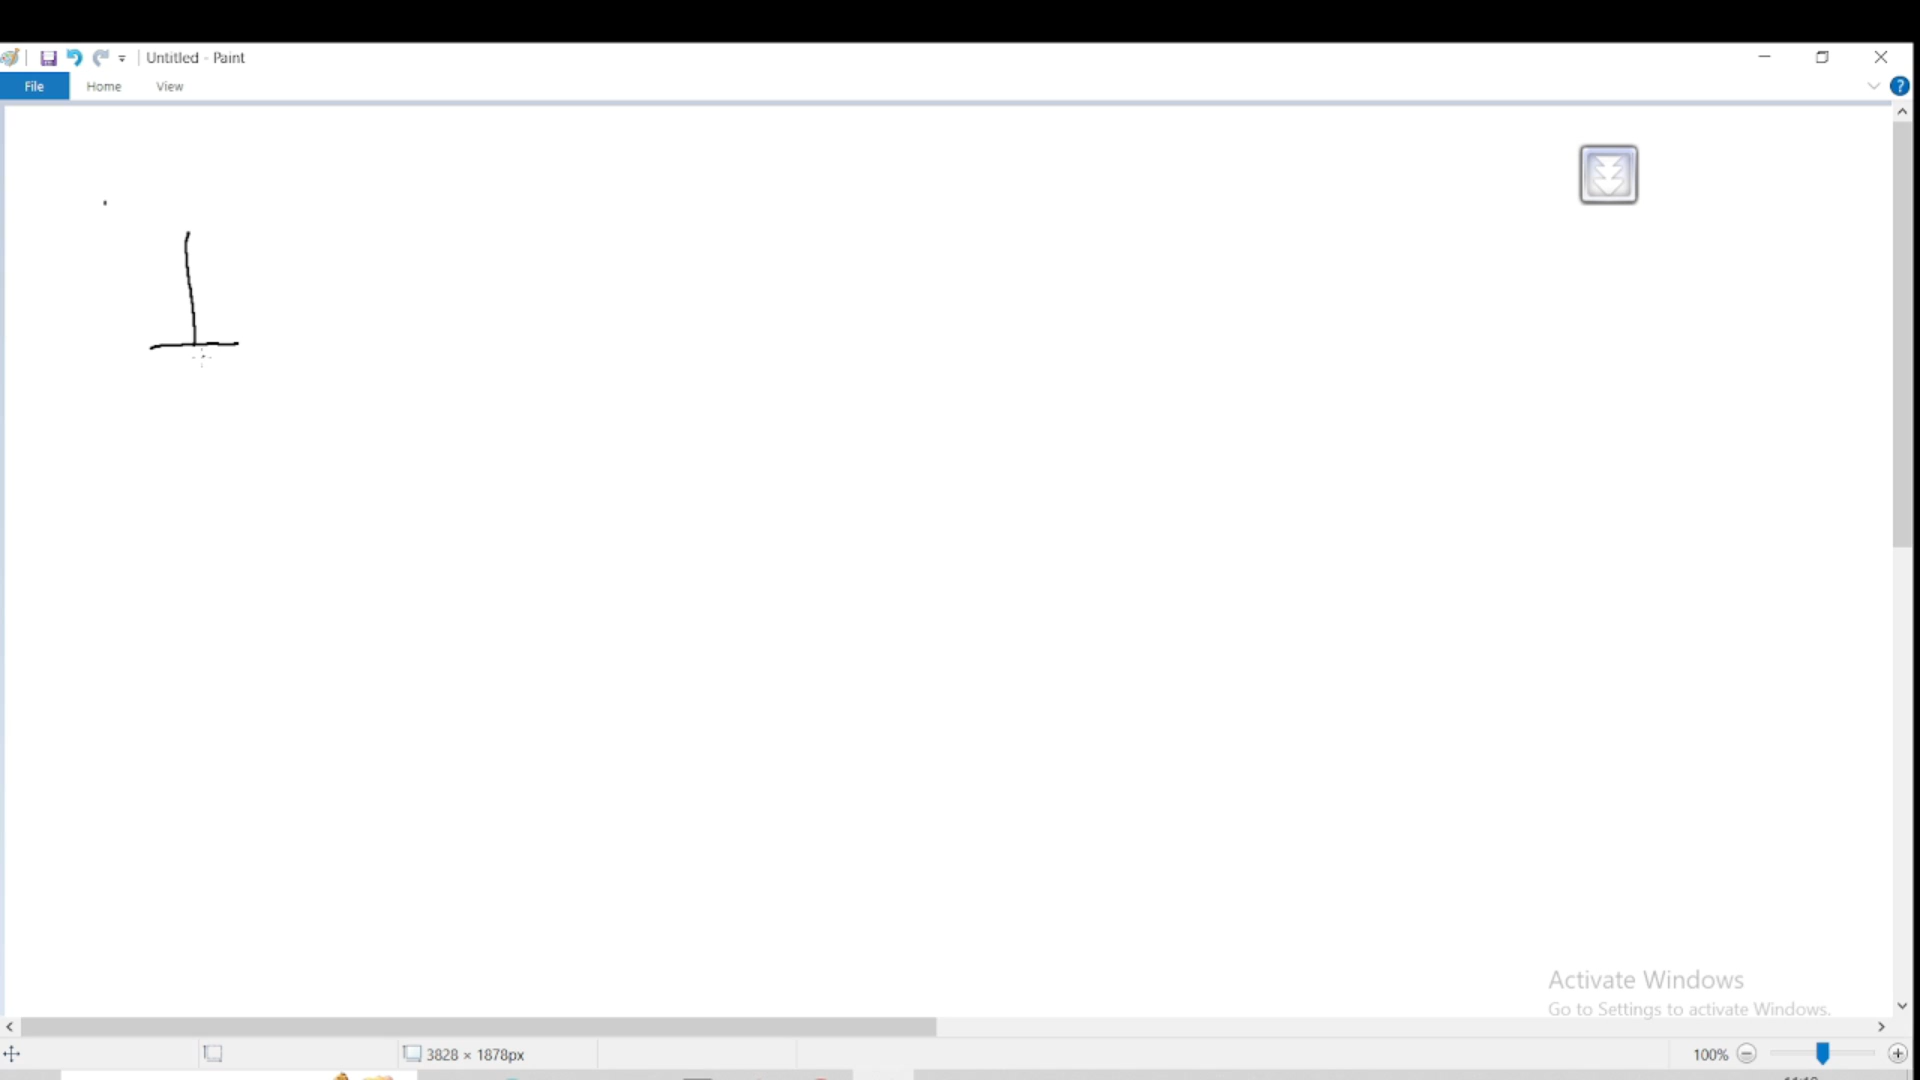 Untitled - Paint
File Home View
Activate Windows
Go to Settings to activate Windows.
3828 × 1878px
100%